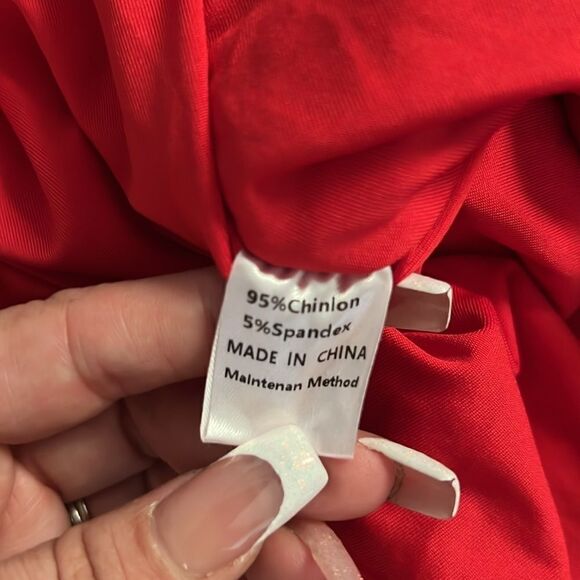 95%Chinlon
5%Spandex
MADE IN CHINA
Maintenan Method